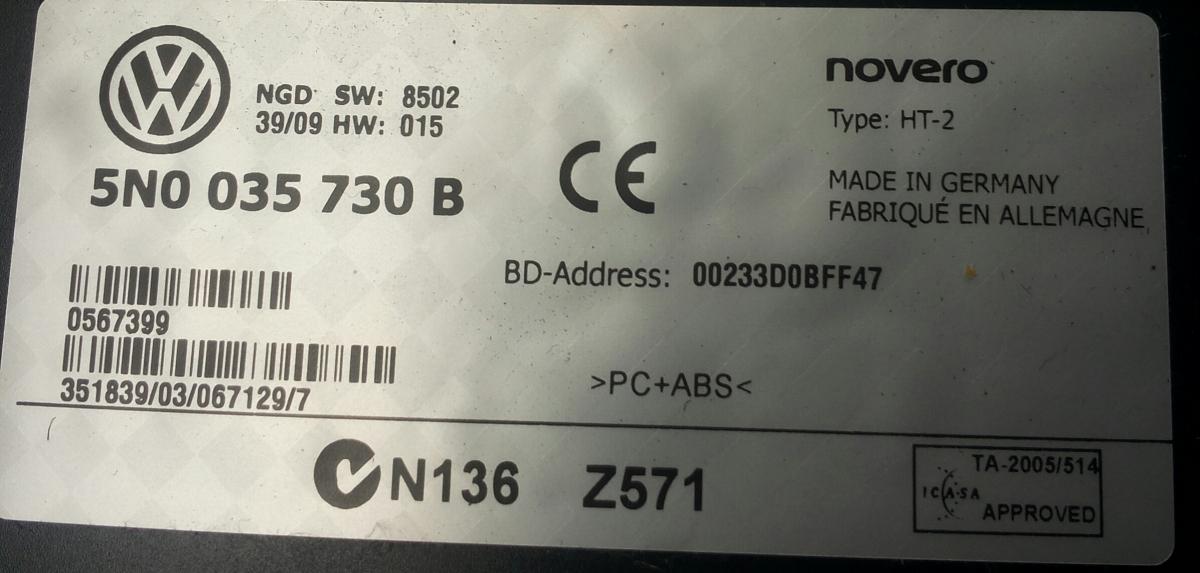 VW
NGD SW: 8502
39/09 HW: 015
5N0 035 730 B
CE
novero
Type: HT-2
MADE IN GERMANY
FABRIQUÉ EN ALLEMAGNE
BD-Address: 00233D0BFF47
0567399
351839/03/067129/7
>PC+ABS<
N136
Z571
TA-2005/514
ICASA
APPROVED